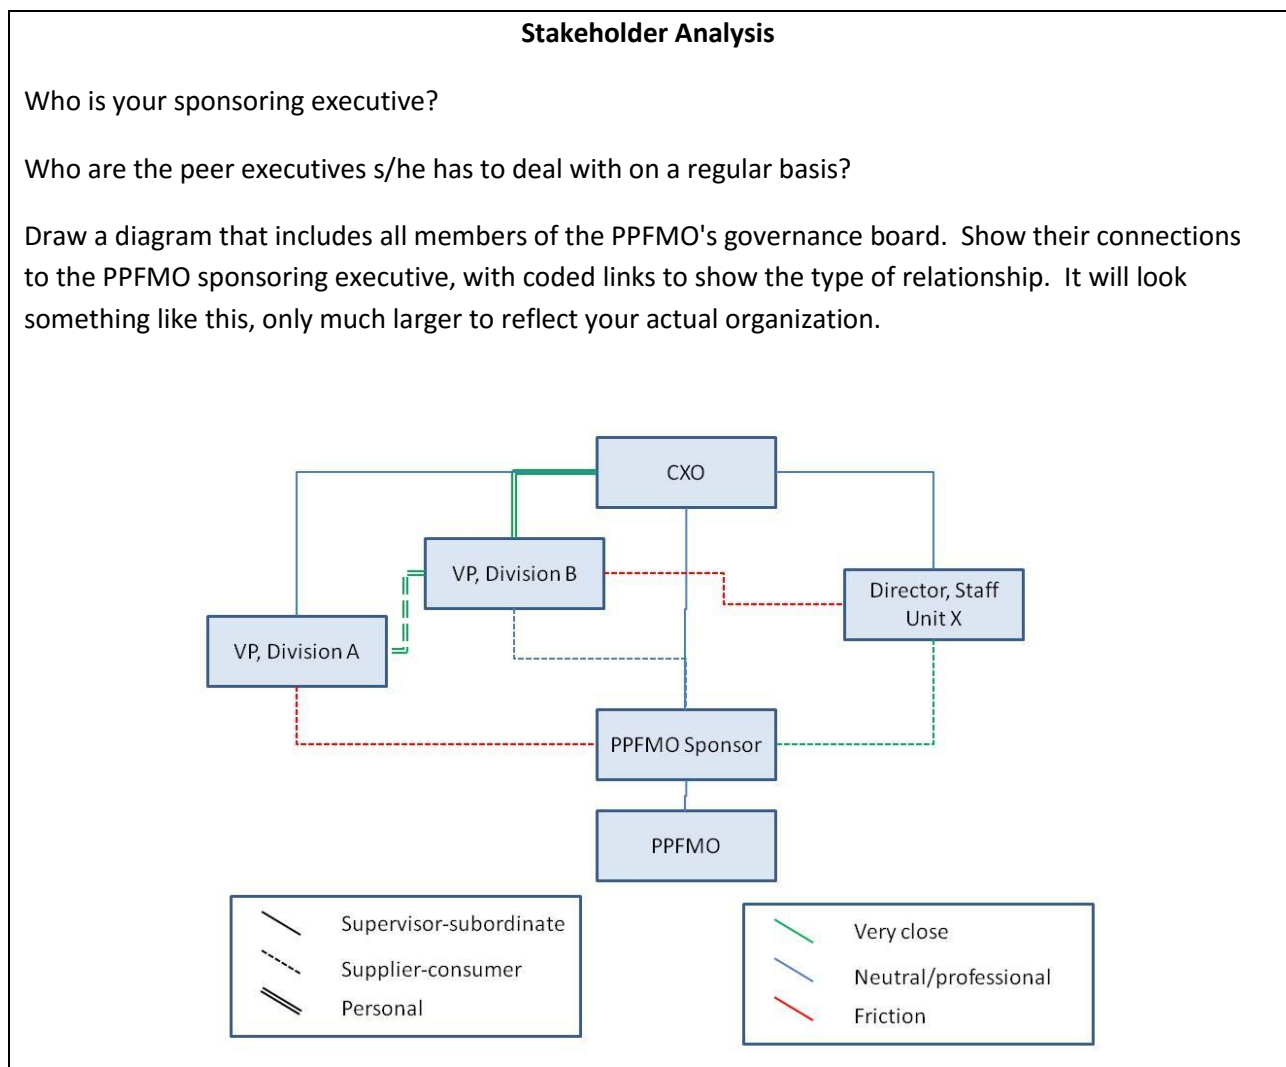 Stakeholder Analysis
Who is your sponsoring executive?
Who are the peer executives s/he has to deal with on a regular basis?
Draw a diagram that includes all members of the PPFMO's governance board.  Show their connections
to the PPFMO sponsoring executive, with coded links to show the type of relationship.  It will look
something like this, only much larger to reflect your actual organization.
CXO
VP, Division B
Director, Staff
Unit X
VP, Division A
PPFMO Sponsor
PPFMO
Supervisor-subordinate
Supplier-consumer
Personal
Very close
Neutral/professional
Friction